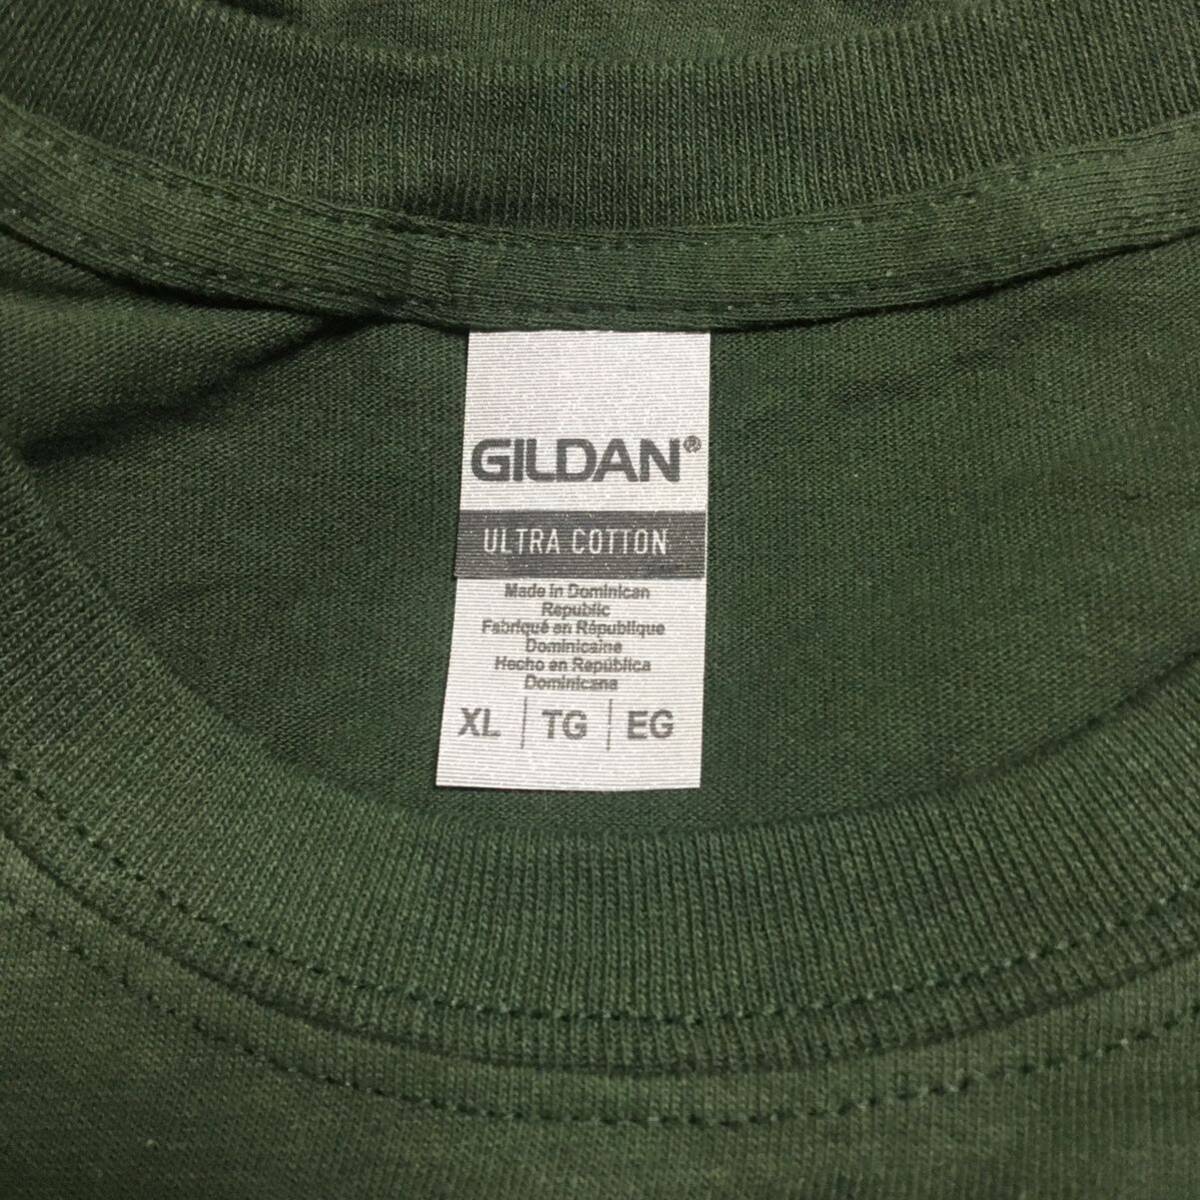 GILDAN®
ULTRA COTTON
Made in Dominican
Republic
Fabriqué en République
Dominicaine
Hecho en República
Dominicana
XL | TG | EG